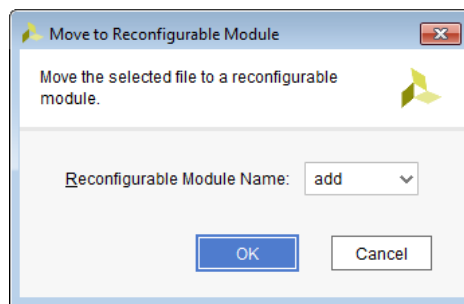 Move to Reconfigurable Module
Move the selected file to a reconfigurable
module.
Reconfigurable Module Name: add
OK Cancel